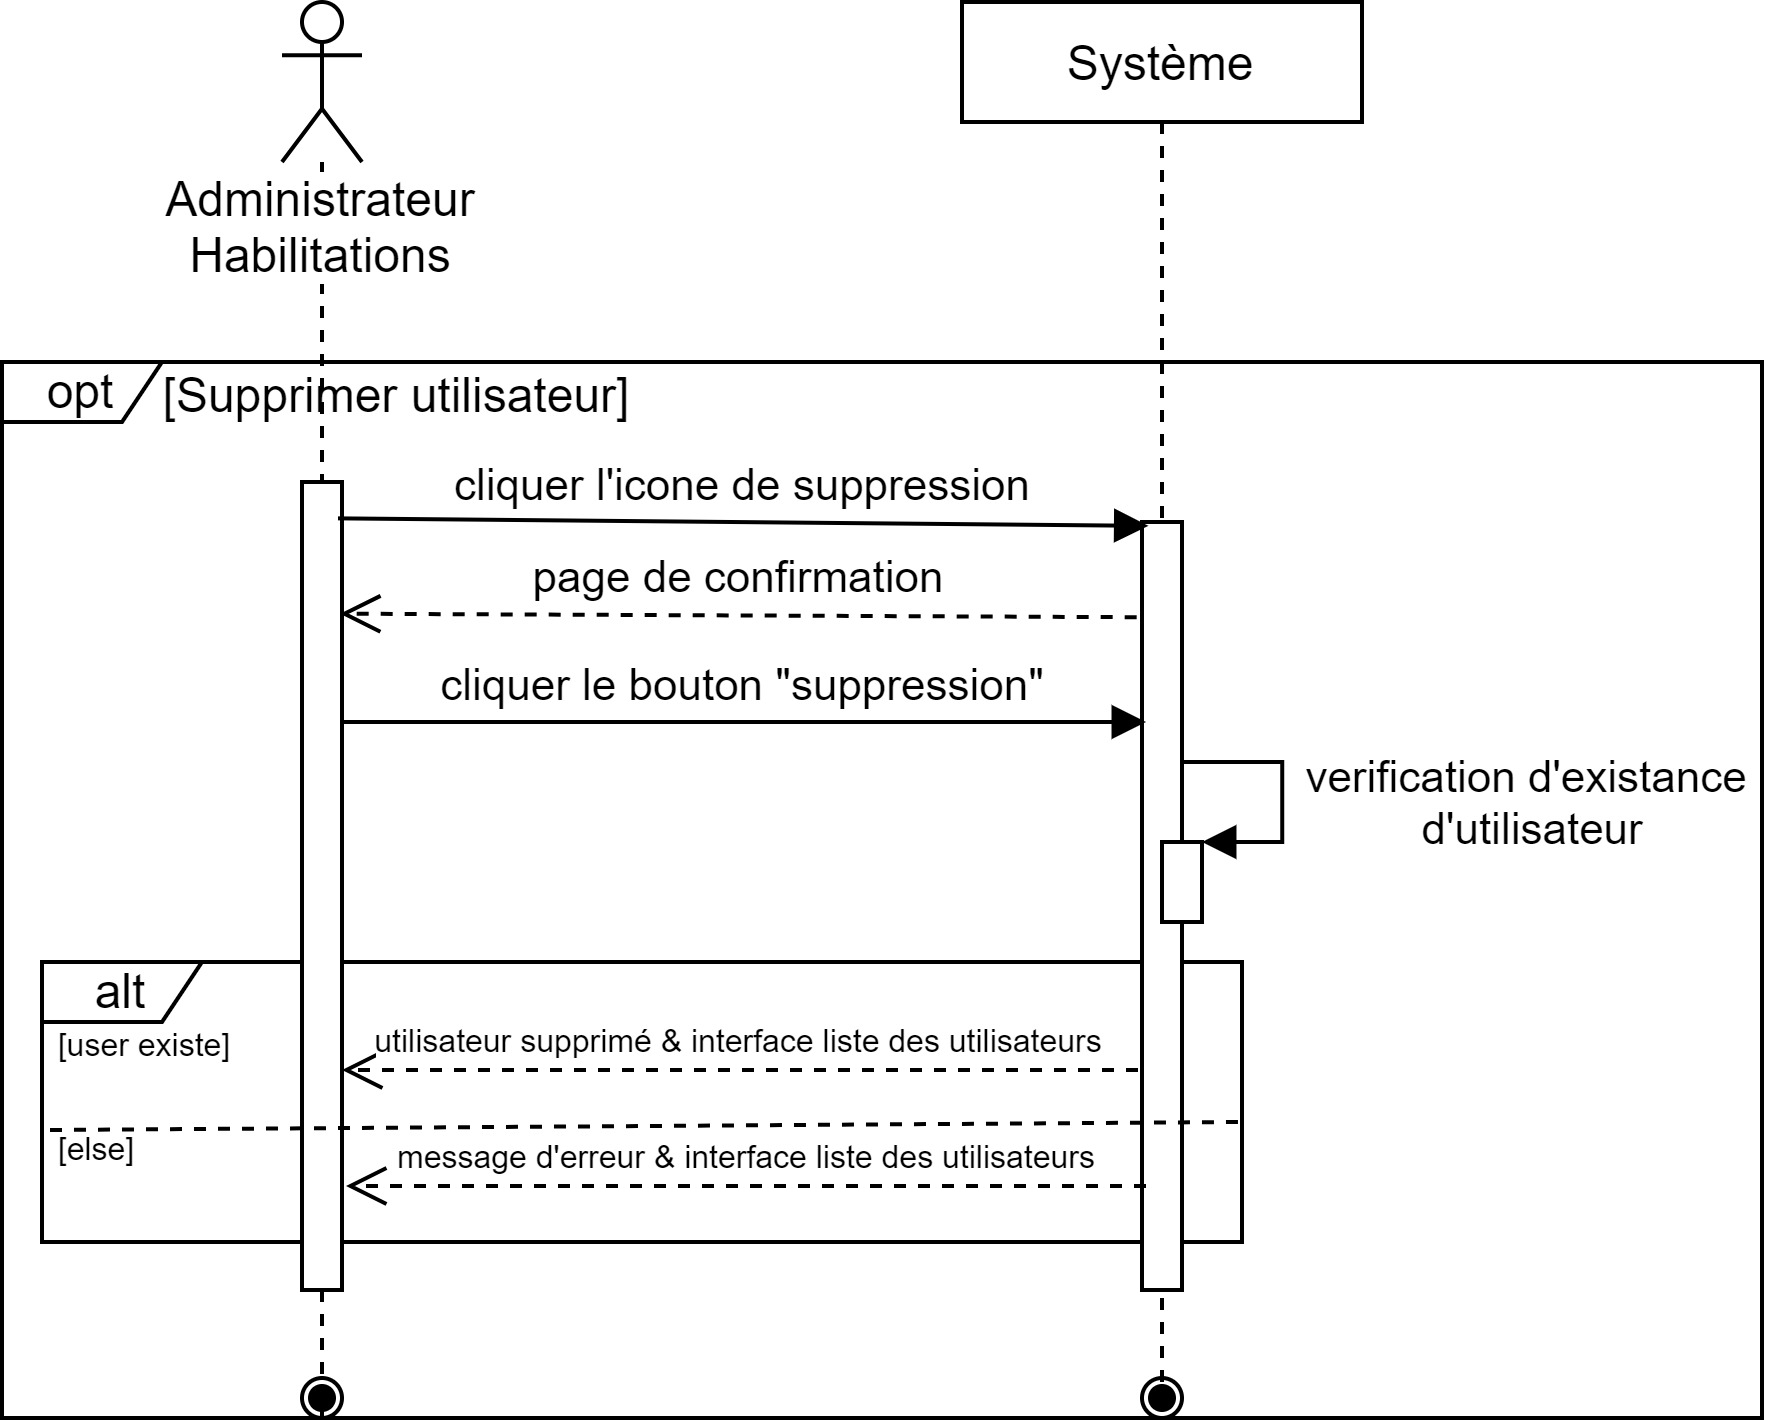 Système
Administrateur
Habilitations
opt
[Supprimer utilisateur]
cliquer l'icone de suppression
page de confirmation
cliquer le bouton "suppression"
verification d'existance
d'utilisateur
alt
[user existe]
utilisateur supprimé & interface liste des utilisateurs
[else]
message d'erreur & interface liste des utilisateurs